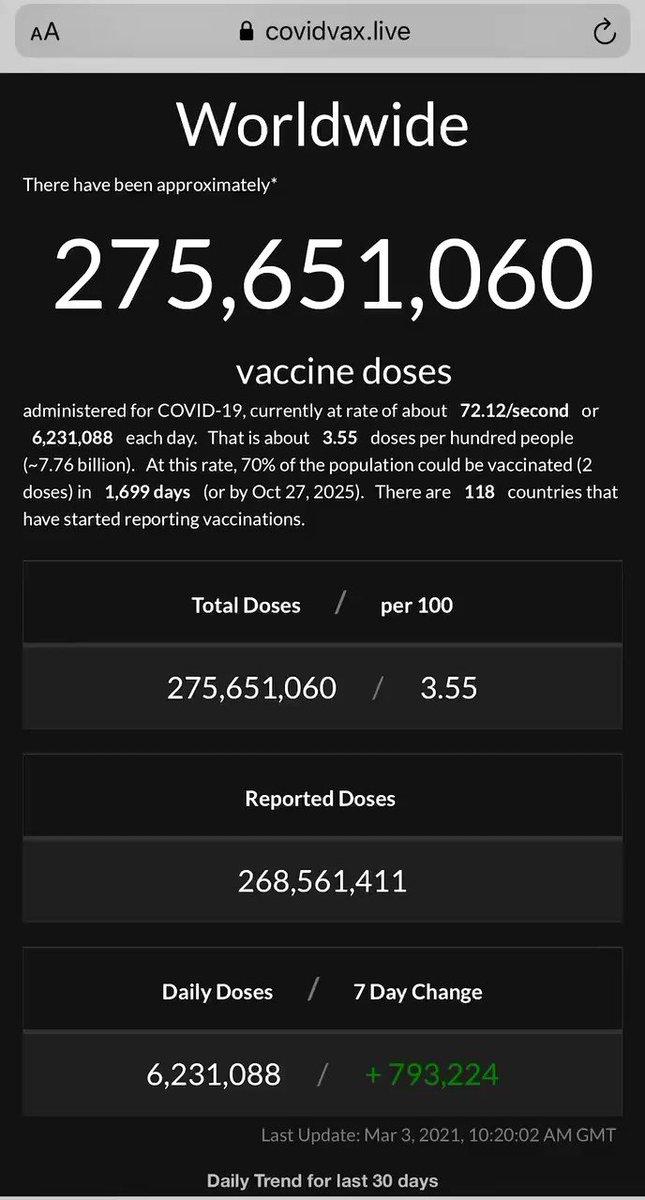 AA covidvax.live
Worldwide
There have been approximately*
275,651,060
vaccine doses
administered for COVID-19, currently at rate of about 72.12/second or
6,231,088 each day. That is about 3.55 doses per hundred people
(~7.76 billion). At this rate, 70% of the population could be vaccinated (2
doses) in 1,699 days (or by Oct 27, 2025). There are 118 countries that
have started reporting vaccinations.
Total Doses / per 100
275,651,060 / 3.55
Reported Doses
268,561,411
Daily Doses / 7 Day Change
6,231,088 / + 793,224
Last Update: Mar 3, 2021, 10:20:02 AM GMT
Daily Trend for last 30 days